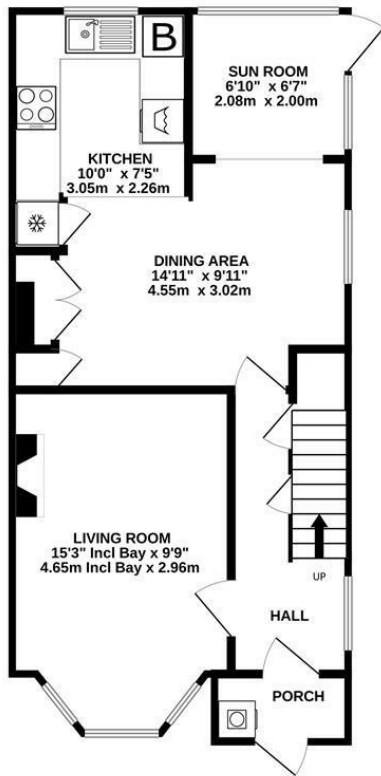 B
SUN ROOM
6'10" x 6'7"
2.08m x 2.00m
KITCHEN
10'0" x 7'5"
3.05m x 2.26m
DINING AREA
14'11" x 9'11"
4.55m x 3.02m
LIVING ROOM
15'3" Incl Bay x 9'9"
4.65m Incl Bay x 2.96m
UP
HALL
PORCH